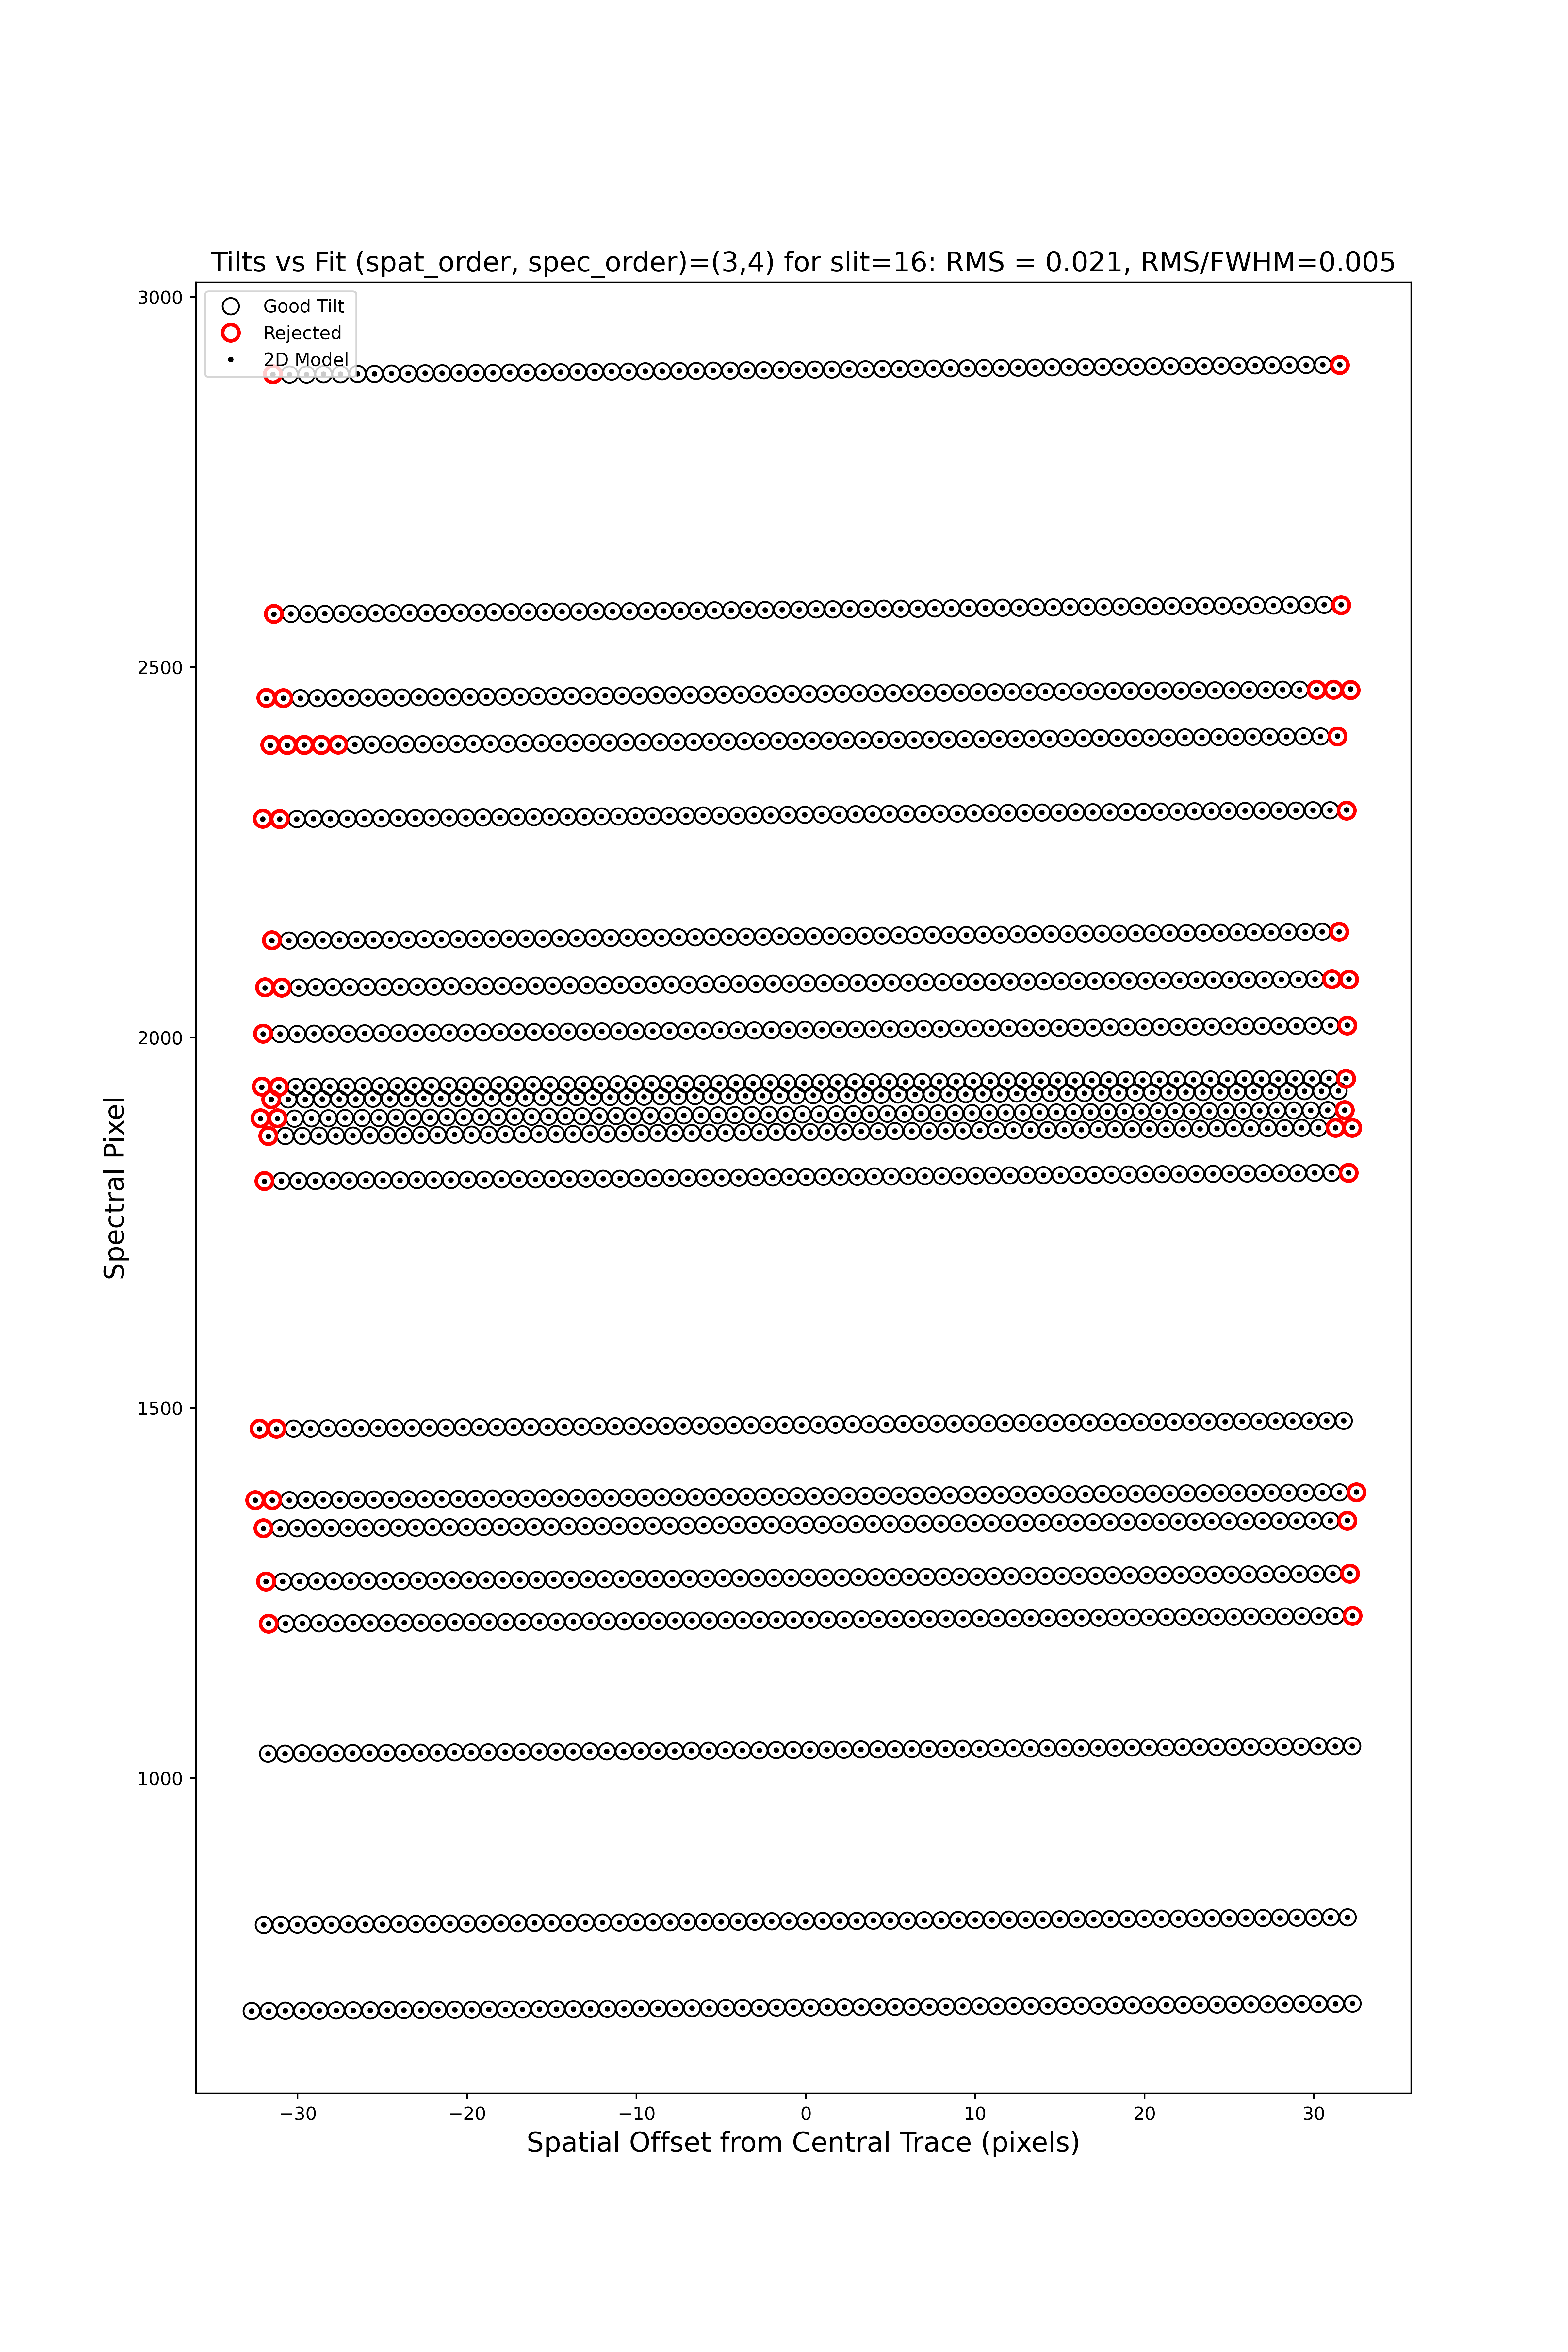 Tilts vs Fit (spat_order, spec_order)=(3,4) for slit=16: RMS = 0.021, RMS/FWHM=0.005
Good Tilt
Rejected
2D Model
3000
2500
2000
1500
1000
Spectral Pixel
−30
−20
−10
0
10
20
30
Spatial Offset from Central Trace (pixels)